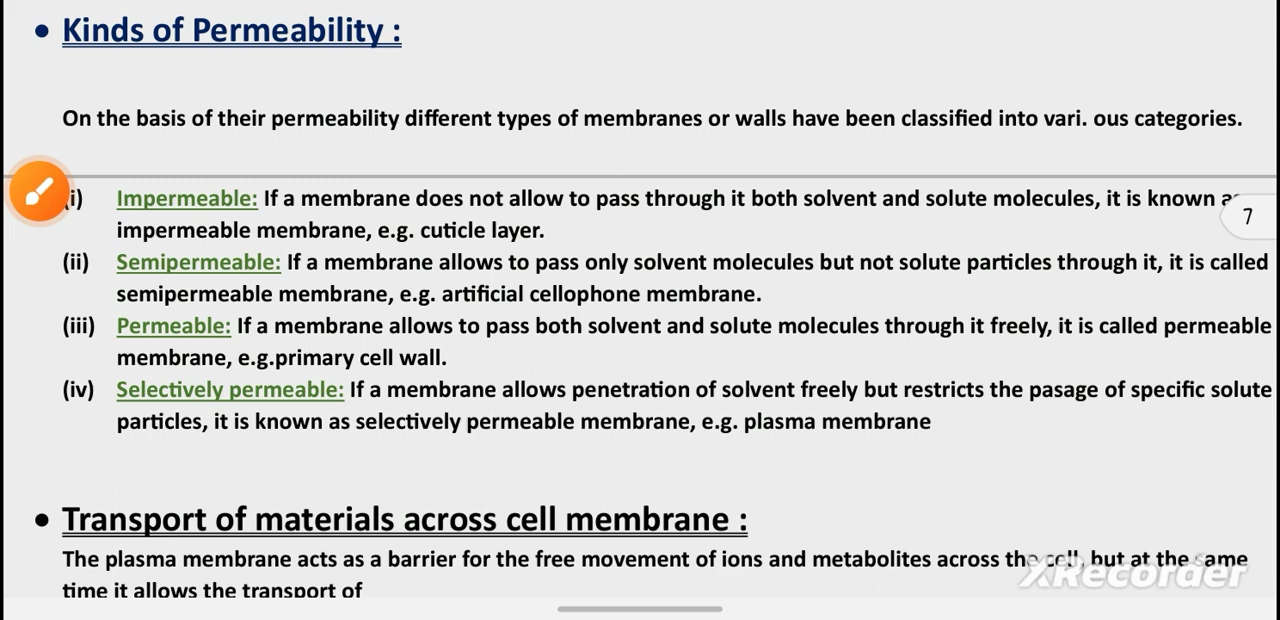 • Kinds of Permeability :
On the basis of their permeability different types of membranes or walls have been classified into vari. ous categories.
i) Impermeable: If a membrane does not allow to pass through it both solvent and solute molecules, it is known as
7
impermeable membrane, e.g. cuticle layer.
(ii) Semipermeable: If a membrane allows to pass only solvent molecules but not solute particles through it, it is called
semipermeable membrane, e.g. artificial cellophone membrane.
(iii) Permeable: If a membrane allows to pass both solvent and solute molecules through it freely, it is called permeable
membrane, e.g.primary cell wall.
(iv) Selectively permeable: If a membrane allows penetration of solvent freely but restricts the pasage of specific solute
particles, it is known as selectively permeable membrane, e.g. plasma membrane
• Transport of materials across cell membrane :
The plasma membrane acts as a barrier for the free movement of ions and metabolites across the cell, but at the same
time it allows the transport of
XRecorder